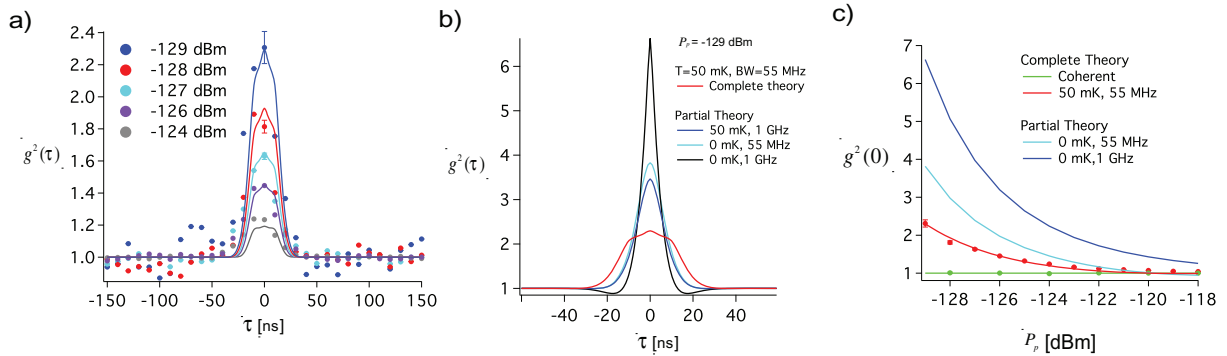 a)
2.4
2.2
2.0
1.8
1.6
1.4
1.2
1.0
g²(τ)
-129 dBm
-128 dBm
-127 dBm
-126 dBm
-124 dBm
-150
-100
-50
0
50
100
150
τ [ns]
b)
6
5
4
3
2
1
g²(τ)
Pp = -129 dBm
T=50 mK, BW=55 MHz
Complete theory
Partial Theory
50 mK, 1 GHz
0 mK, 55 MHz
0 mK,1 GHz
-40
-20
0
20
40
τ [ns]
c)
7
6
5
4
3
2
1
g²(0)
Complete Theory
Coherent
50 mK, 55 MHz
Partial Theory
0 mK, 55 MHz
0 mK,1 GHz
-128
-126
-124
-122
-120
-118
Pp [dBm]